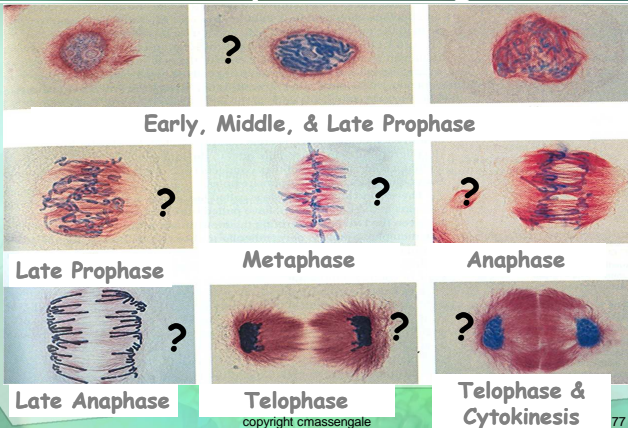 ?
Early, Middle, & Late Prophase
? ? ?
Late Prophase Metaphase Anaphase
? ? ?
Late Anaphase Telophase Telophase &
Cytokinesis
copyright cmassengale 77